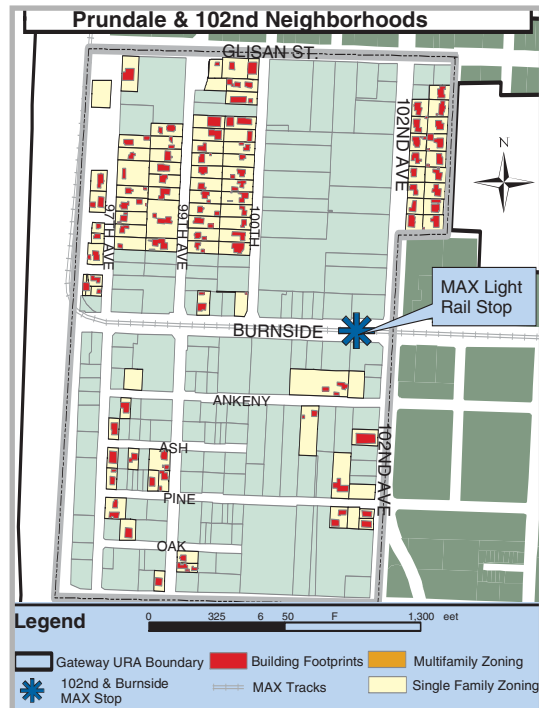 Prundale & 102nd Neighborhoods
GLISAN ST.
102ND AVE
N
97TH AVE
99TH AVE
100TH
MAX Light
Rail Stop
BURNSIDE
ANKENY
102ND AVE
ASH
PINE
OAK
Legend
0 325 6 50 F 1,300 eet
Gateway URA Boundary
Building Footprints
Multifamily Zoning
102nd & Burnside
MAX Stop
MAX Tracks
Single Family Zoning